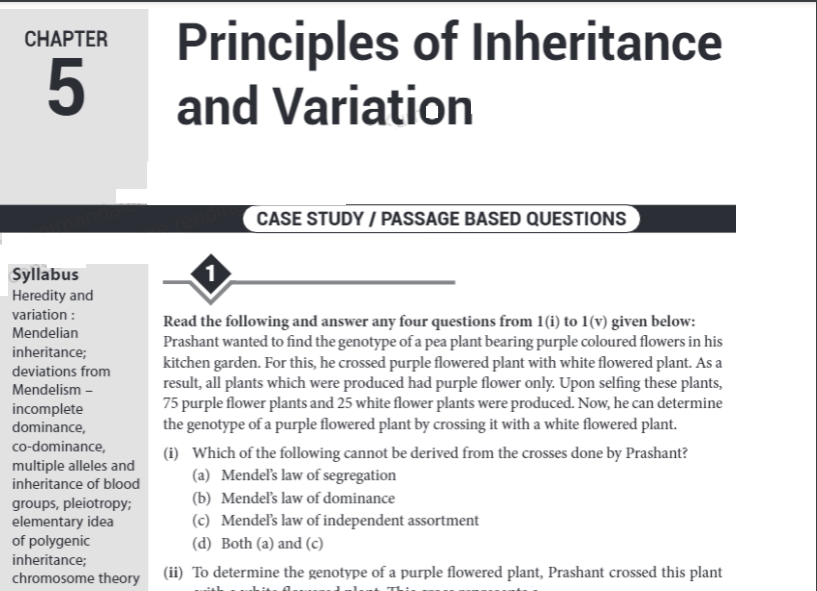 CHAPTER
5
Principles of Inheritance
and Variation
CASE STUDY / PASSAGE BASED QUESTIONS
Syllabus
Heredity and
variation :
Mendelian
inheritance;
deviations from
Mendelism –
incomplete
dominance,
co-dominance,
multiple alleles and
inheritance of blood
groups, pleiotropy;
elementary idea
of polygenic
inheritance;
chromosome theory
1
Read the following and answer any four questions from 1(i) to 1(v) given below:
Prashant wanted to find the genotype of a pea plant bearing purple coloured flowers in his
kitchen garden. For this, he crossed purple flowered plant with white flowered plant. As a
result, all plants which were produced had purple flower only. Upon selfing these plants,
75 purple flower plants and 25 white flower plants were produced. Now, he can determine
the genotype of a purple flowered plant by crossing it with a white flowered plant.
(i) Which of the following cannot be derived from the crosses done by Prashant?
(a) Mendel's law of segregation
(b) Mendel's law of dominance
(c) Mendel's law of independent assortment
(d) Both (a) and (c)
(ii) To determine the genotype of a purple flowered plant, Prashant crossed this plant
with a white flowered plant. This cross represents a